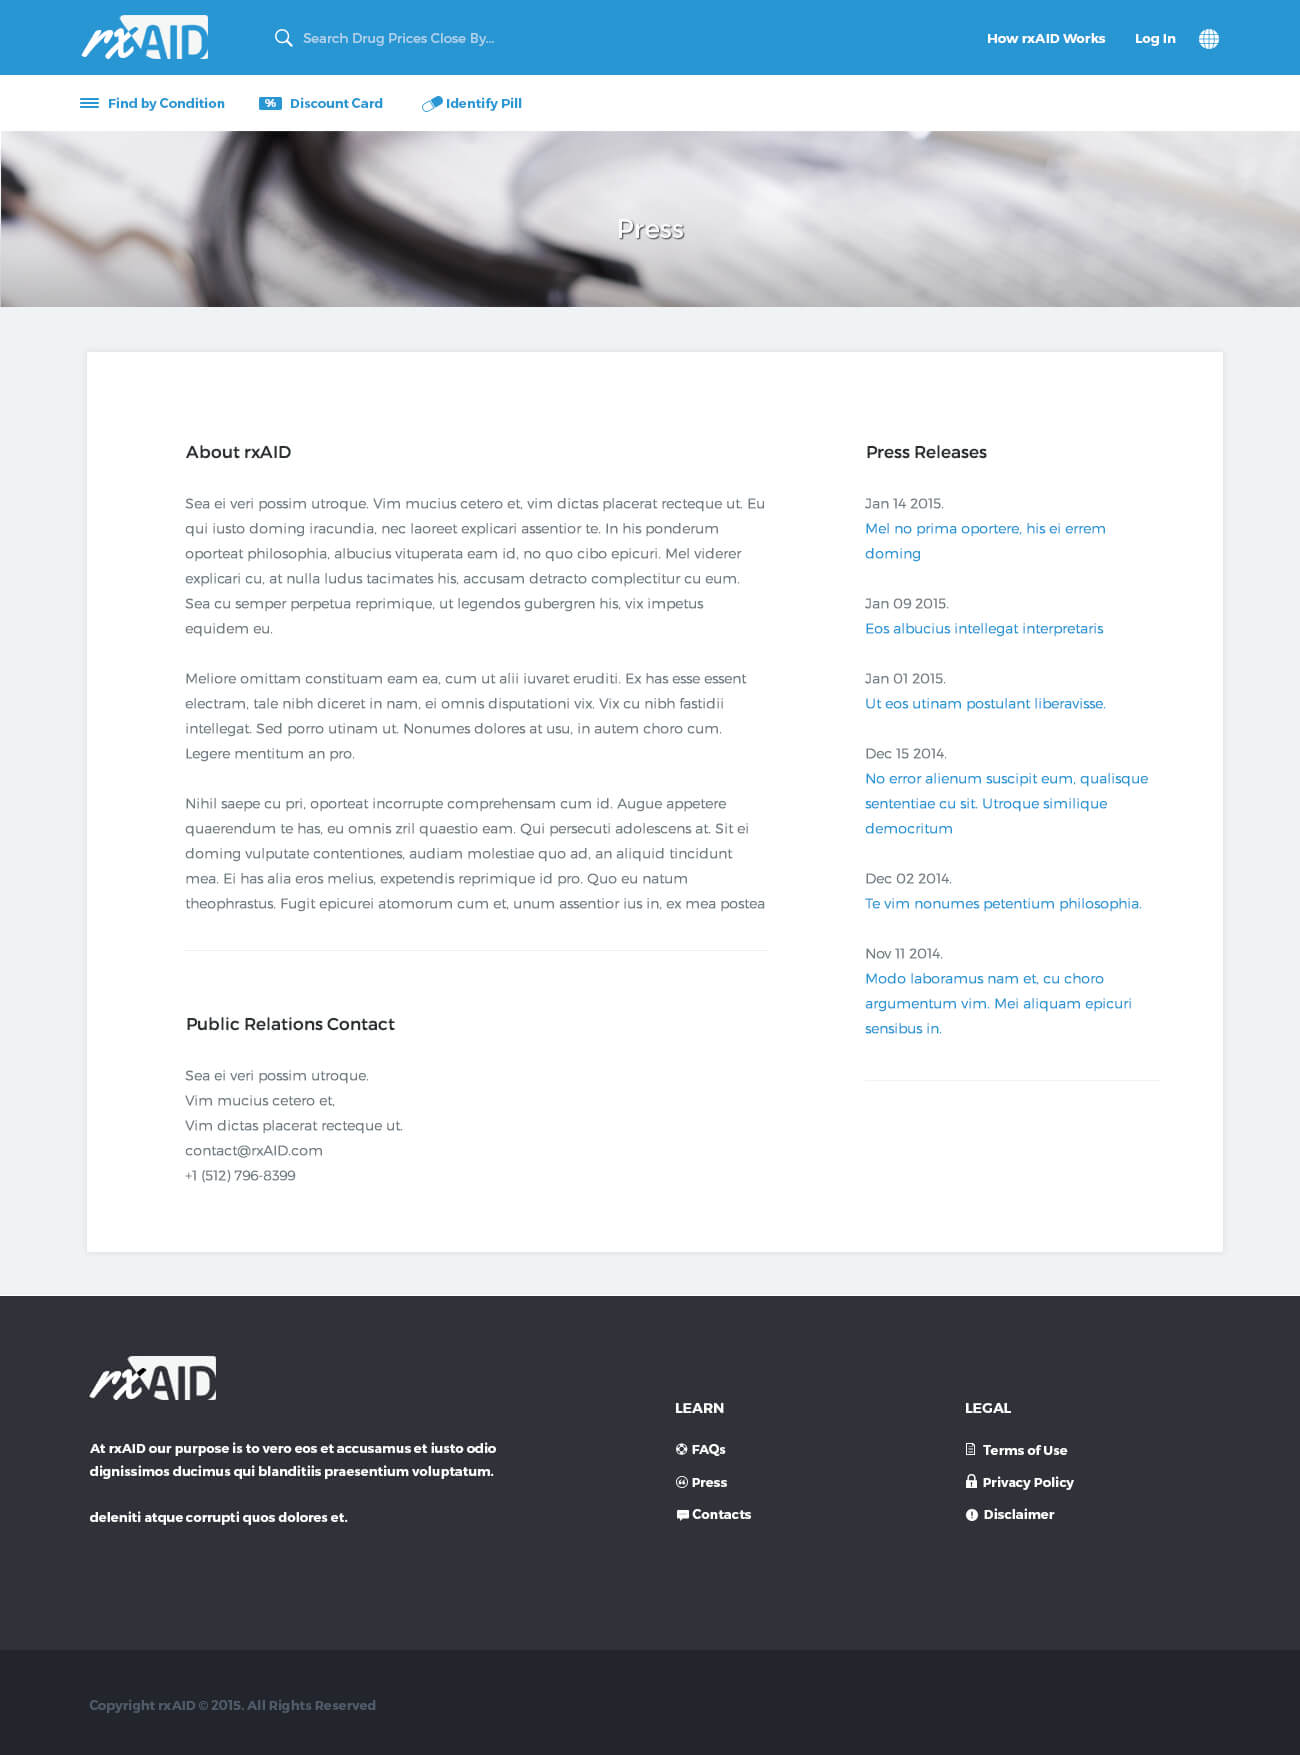 rxAID
Search Drug Prices Close By...
How rxAID Works
Log In
Find by Condition
% Discount Card
Identify Pill
Press
About rxAID
Sea ei veri possim utroque. Vim mucius cetero et, vim dictas placerat recteque ut. Eu
qui iusto doming iracundia, nec laoreet explicari assentior te. In his ponderum
oporteat philosophia, albucius vituperata eam id, no quo cibo epicuri. Mel viderer
explicari cu, at nulla ludus tacimates his, accusam detracto complectitur cu eum.
Sea cu semper perpetua reprimique, ut legendos gubergren his, vix impetus
equidem eu.
Meliore omittam constituam eam ea, cum ut alii iuvaret eruditi. Ex has esse essent
electram, tale nibh diceret in nam, ei omnis disputationi vix. Vix cu nibh fastidii
intellegat. Sed porro utinam ut. Nonumes dolores at usu, in autem choro cum.
Legere mentitum an pro.
Nihil saepe cu pri, oporteat incorrupte comprehensam cum id. Augue appetere
quaerendum te has, eu omnis zril quaestio eam. Qui persecuti adolescens at. Sit ei
doming vulputate contentiones, audiam molestiae quo ad, an aliquid tincidunt
mea. Ei has alia eros melius, expetendis reprimique id pro. Quo eu natum
theophrastus. Fugit epicurei atomorum cum et, unum assentior ius in, ex mea postea
Public Relations Contact
Sea ei veri possim utroque.
Vim mucius cetero et,
Vim dictas placerat recteque ut.
contact@rxAID.com
+1 (512) 796-8399
Press Releases
Jan 14 2015.
Mel no prima oportere, his ei errem
doming
Jan 09 2015.
Eos albucius intellegat interpretaris
Jan 01 2015.
Ut eos utinam postulant liberavisse.
Dec 15 2014.
No error alienum suscipit eum, qualisque
sententiae cu sit. Utroque similique
democritum
Dec 02 2014.
Te vim nonumes petentium philosophia.
Nov 11 2014.
Modo laboramus nam et, cu choro
argumentum vim. Mei aliquam epicuri
sensibus in.
rxAID
At rxAID our purpose is to vero eos et accusamus et iusto odio
dignissimos ducimus qui blanditiis praesentium voluptatum.
deleniti atque corrupti quos dolores et.
LEARN
FAQs
Press
Contacts
LEGAL
Terms of Use
Privacy Policy
Disclaimer
Copyright rxAID © 2015. All Rights Reserved